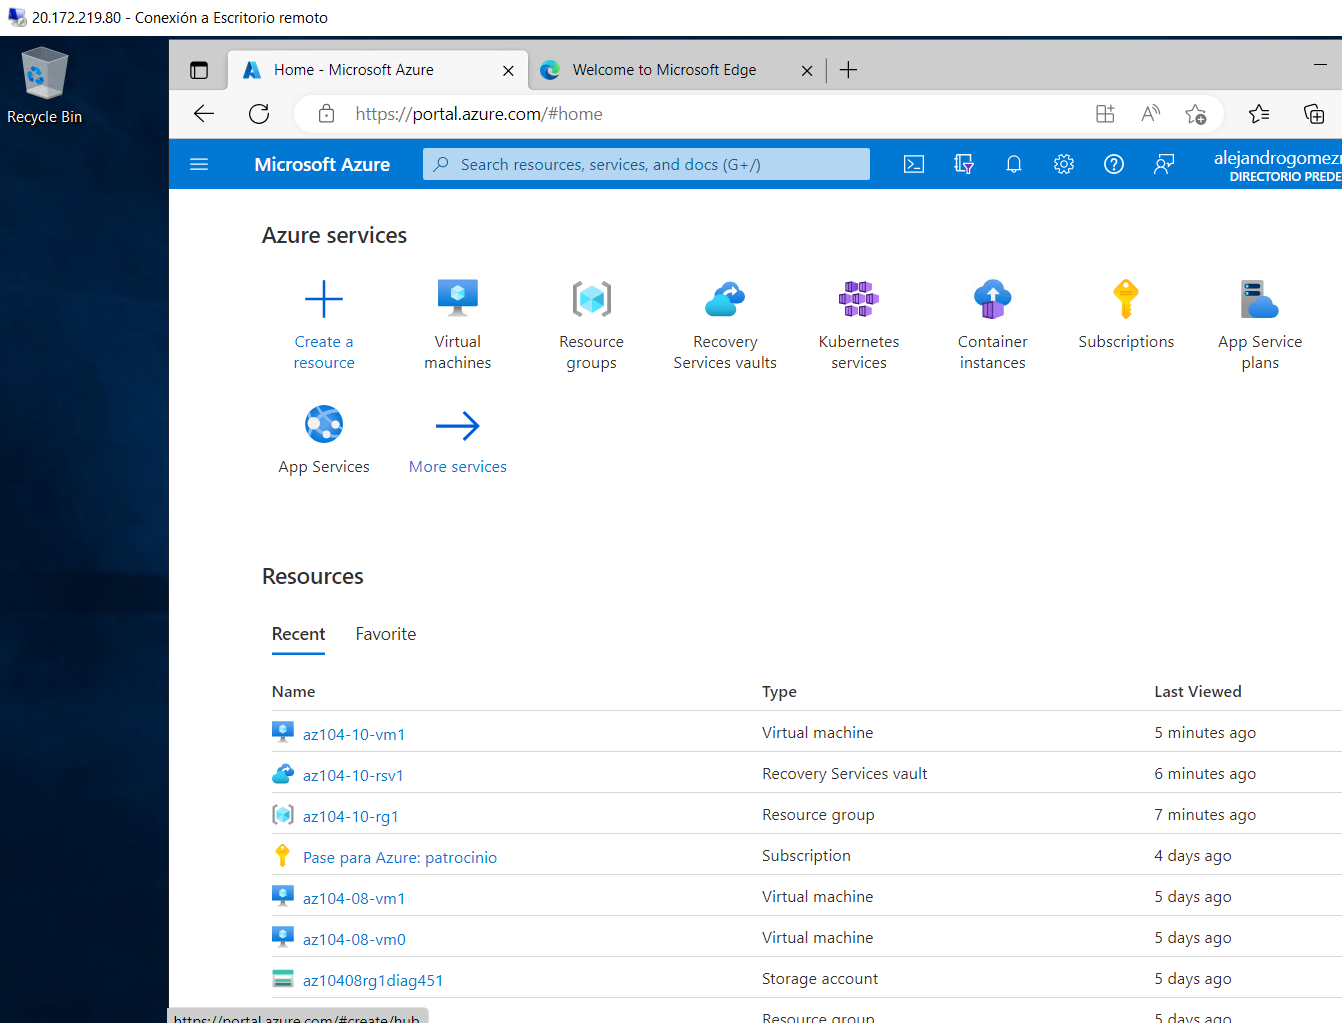 20.172.219.80 - Conexión a Escritorio remoto
Recycle Bin
Home - Microsoft Azure
Welcome to Microsoft Edge
https://portal.azure.com/#home
Microsoft Azure
Search resources, services, and docs (G+/)
alejandrogomezr
DIRECTORIO PREDE
Azure services
Create a resource
Virtual machines
Resource groups
Recovery Services vaults
Kubernetes services
Container instances
Subscriptions
App Service plans
App Services
More services
Resources
Recent Favorite
Name Type Last Viewed
az104-10-vm1 Virtual machine 5 minutes ago
az104-10-rsv1 Recovery Services vault 6 minutes ago
az104-10-rg1 Resource group 7 minutes ago
Pase para Azure: patrocinio Subscription 4 days ago
az104-08-vm1 Virtual machine 5 days ago
az104-08-vm0 Virtual machine 5 days ago
az10408rg1diag451 Storage account 5 days ago
Resource group 5 days ago
https://portal.azure.com/#create/hub